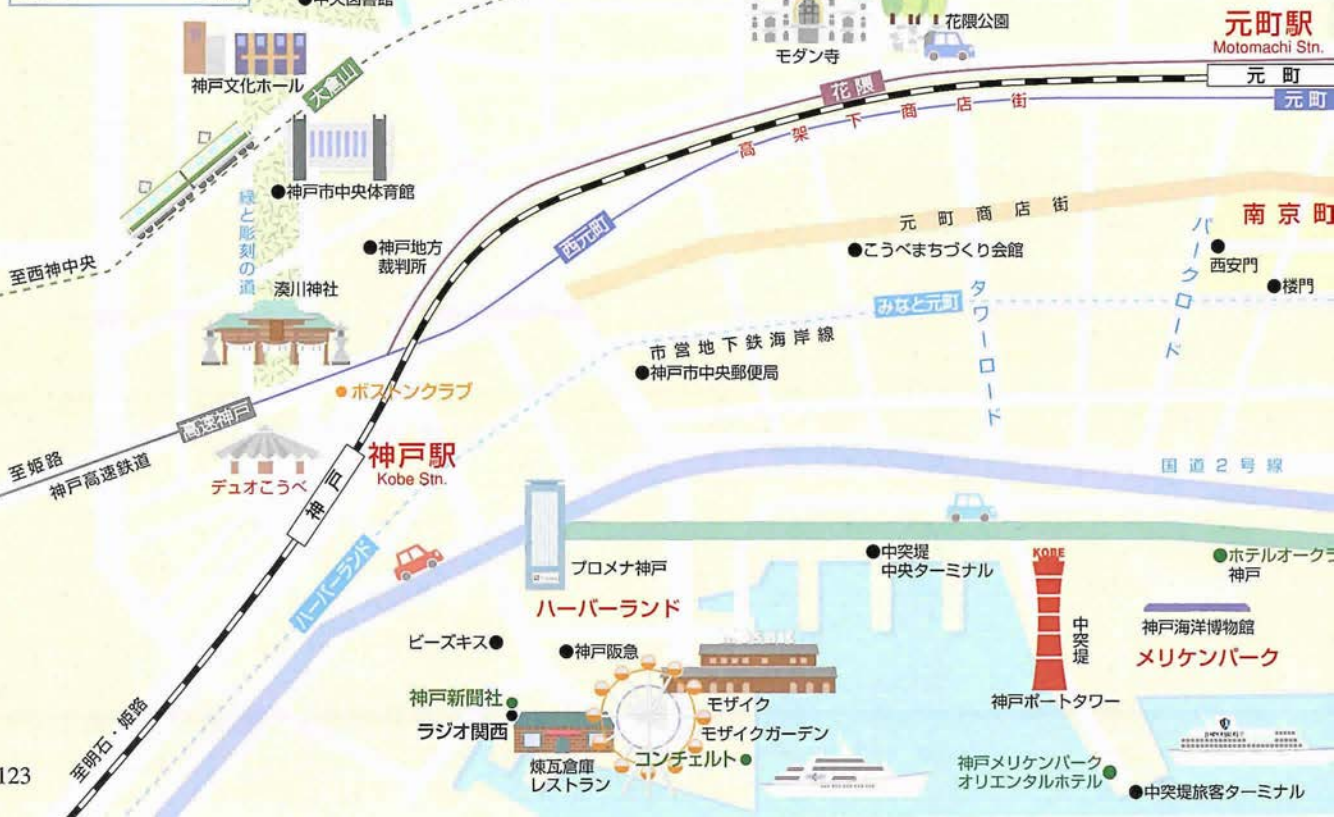 中央図書館
モダン寺
花隈公園
元町駅
Motomachi Stn.
元町
元町
神戸文化ホール
大倉山
花隈
高架下商店街
神戸市中央体育館
緑と彫刻の道
神戸地方
裁判所
西元町
元町商店街
こうべまちづくり会館
パークロード
南京町
西安門
楼門
至西神中央
湊川神社
みなと元町
タワーロード
市営地下鉄海岸線
神戸市中央郵便局
ボストンクラブ
高速神戸
至姫路
神戸高速鉄道
デュオこうべ
神戸駅
Kobe Stn.
神戸
国道2号線
ハーバーランド
プロメナ神戸
ハーバーランド
中突堤
中央ターミナル
KOBE
中突堤
神戸ポートタワー
ホテルオークラ
神戸
神戸海洋博物館
メリケンパーク
ビーズキス
神戸阪急
神戸新聞社
ラジオ関西
モザイク
モザイクガーデン
コンチェルト
煉瓦倉庫
レストラン
神戸メリケンパーク
オリエンタルホテル
中突堤旅客ターミナル
至明石・姫路
123